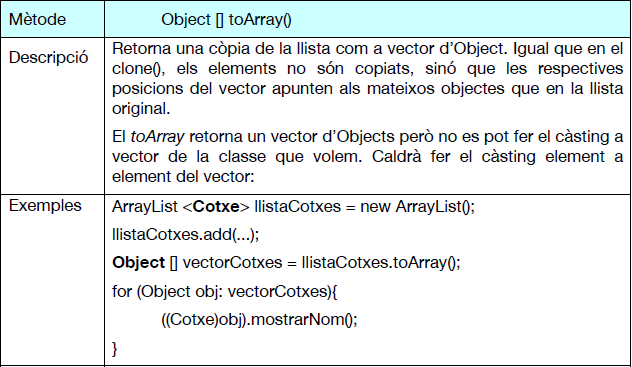 Mètode Object [] toArray()
Descripció Retorna una còpia de la llista com a vector d'Object. Igual que en el
clone(), els elements no són copiats, sinó que les respectives
posicions del vector apunten als mateixos objectes que en la llista
original.
El toArray retorna un vector d'Objects però no es pot fer el càsting a
vector de la classe que volem. Caldrà fer el càsting element a
element del vector:
Exemples ArrayList <Cotxe> llistaCotxes = new ArrayList();
llistaCotxes.add(...);
Object [] vectorCotxes = llistaCotxes.toArray();
for (Object obj: vectorCotxes){
((Cotxe)obj).mostrarNom();
}